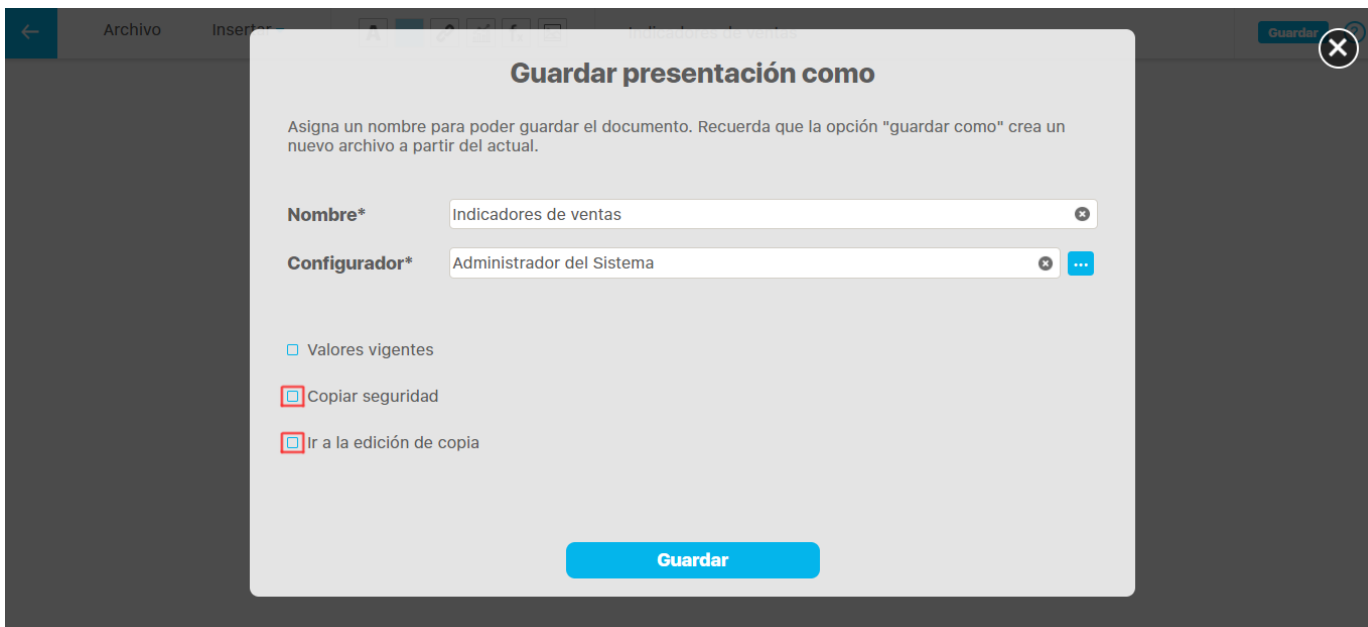 Archivo
Insertar
Indicadores de ventas
Guardar
Guardar presentación como
Asigna un nombre para poder guardar el documento. Recuerda que la opción "guardar como" crea un
nuevo archivo a partir del actual.
Nombre*
Indicadores de ventas
Configurador*
Administrador del Sistema
...
Valores vigentes
Copiar seguridad
Ir a la edición de copia
Guardar